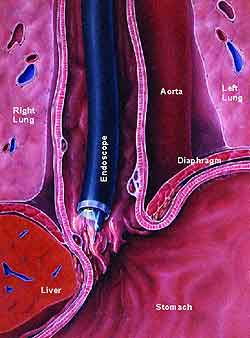 Right
Lung
Endoscope
Aorta
Left
Lung
Diaphragm
Liver
Stomach